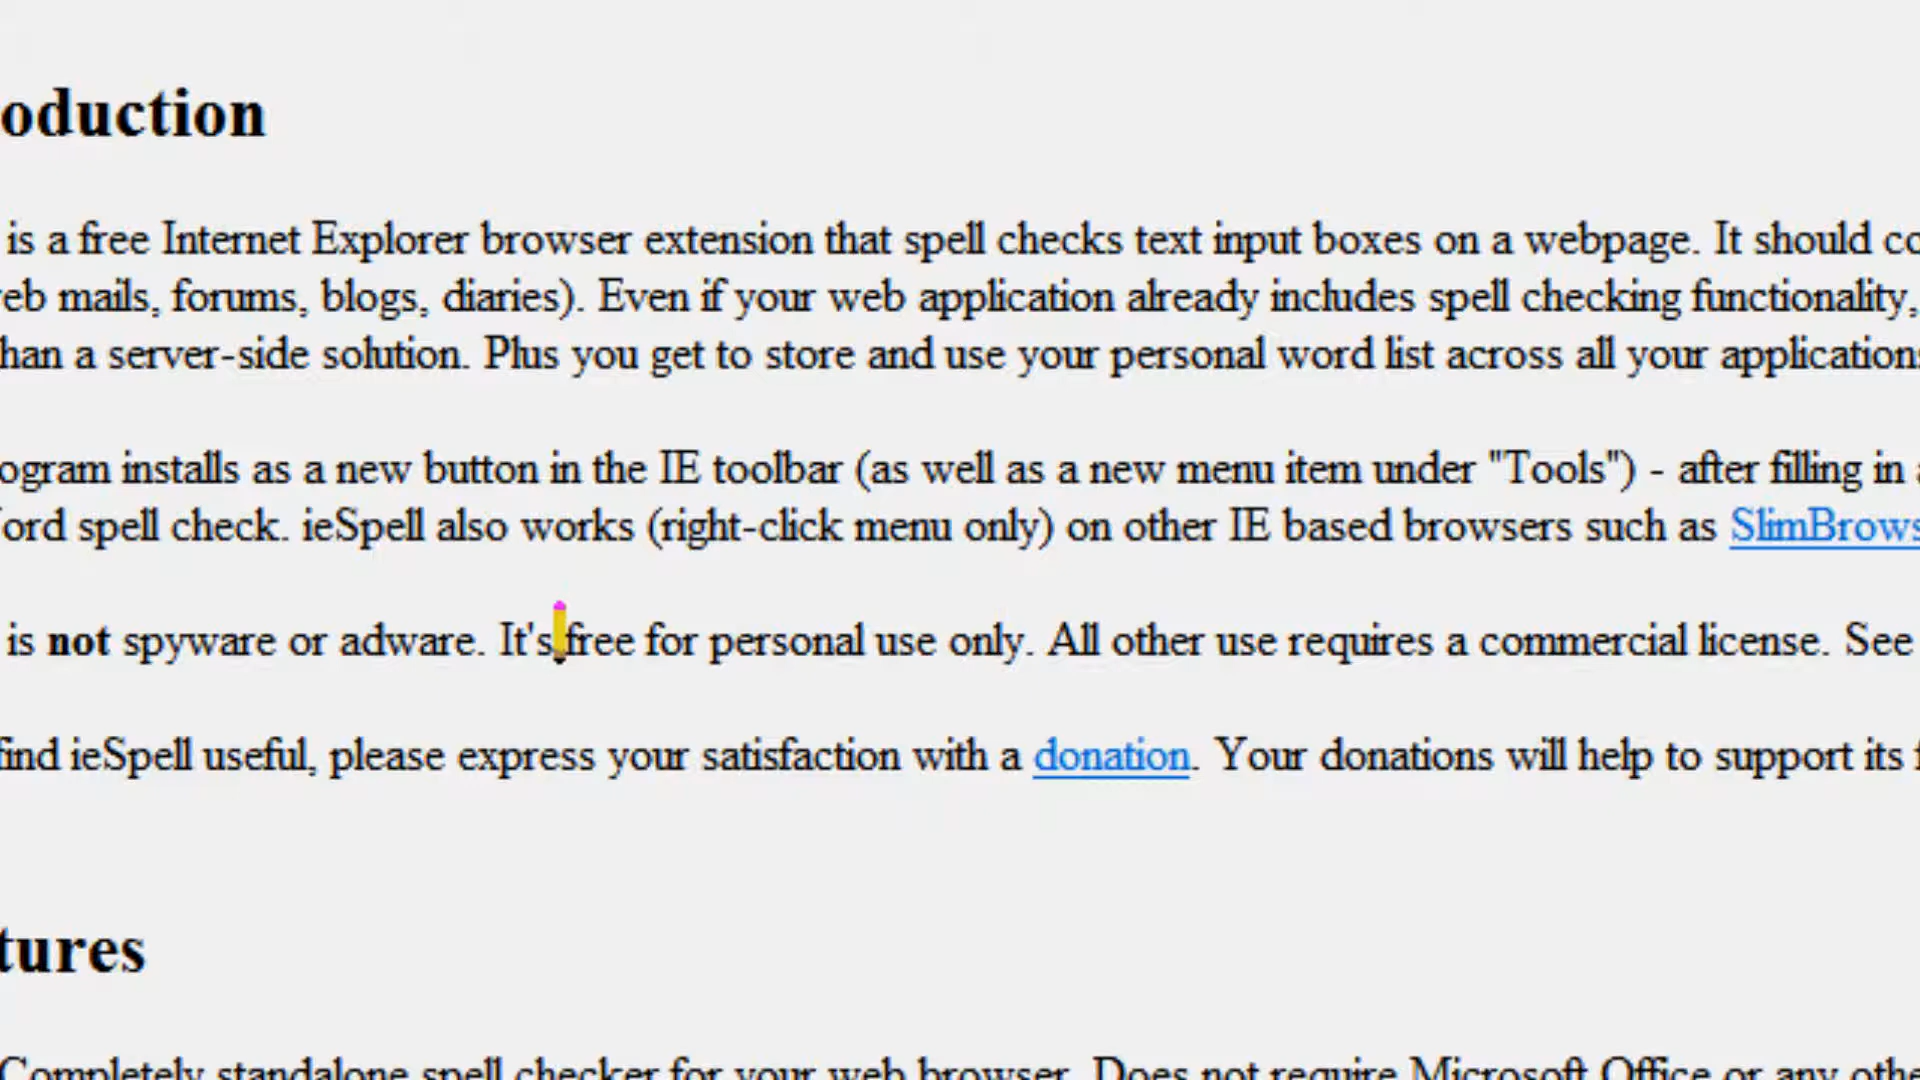 oduction
is a free Internet Explorer browser extension that spell checks text input boxes on a webpage. It should co
eb mails, forums, blogs, diaries). Even if your web application already includes spell checking functionality,
han a server-side solution. Plus you get to store and use your personal word list across all your applications
ogram installs as a new button in the IE toolbar (as well as a new menu item under "Tools") - after filling in a
ord spell check. ieSpell also works (right-click menu only) on other IE based browsers such as SlimBrows
is not spyware or adware. It's free for personal use only. All other use requires a commercial license. See
find ieSpell useful, please express your satisfaction with a donation. Your donations will help to support its f
tures
Completely standalone spell checker for your web browser. Does not require Microsoft Office or any othe